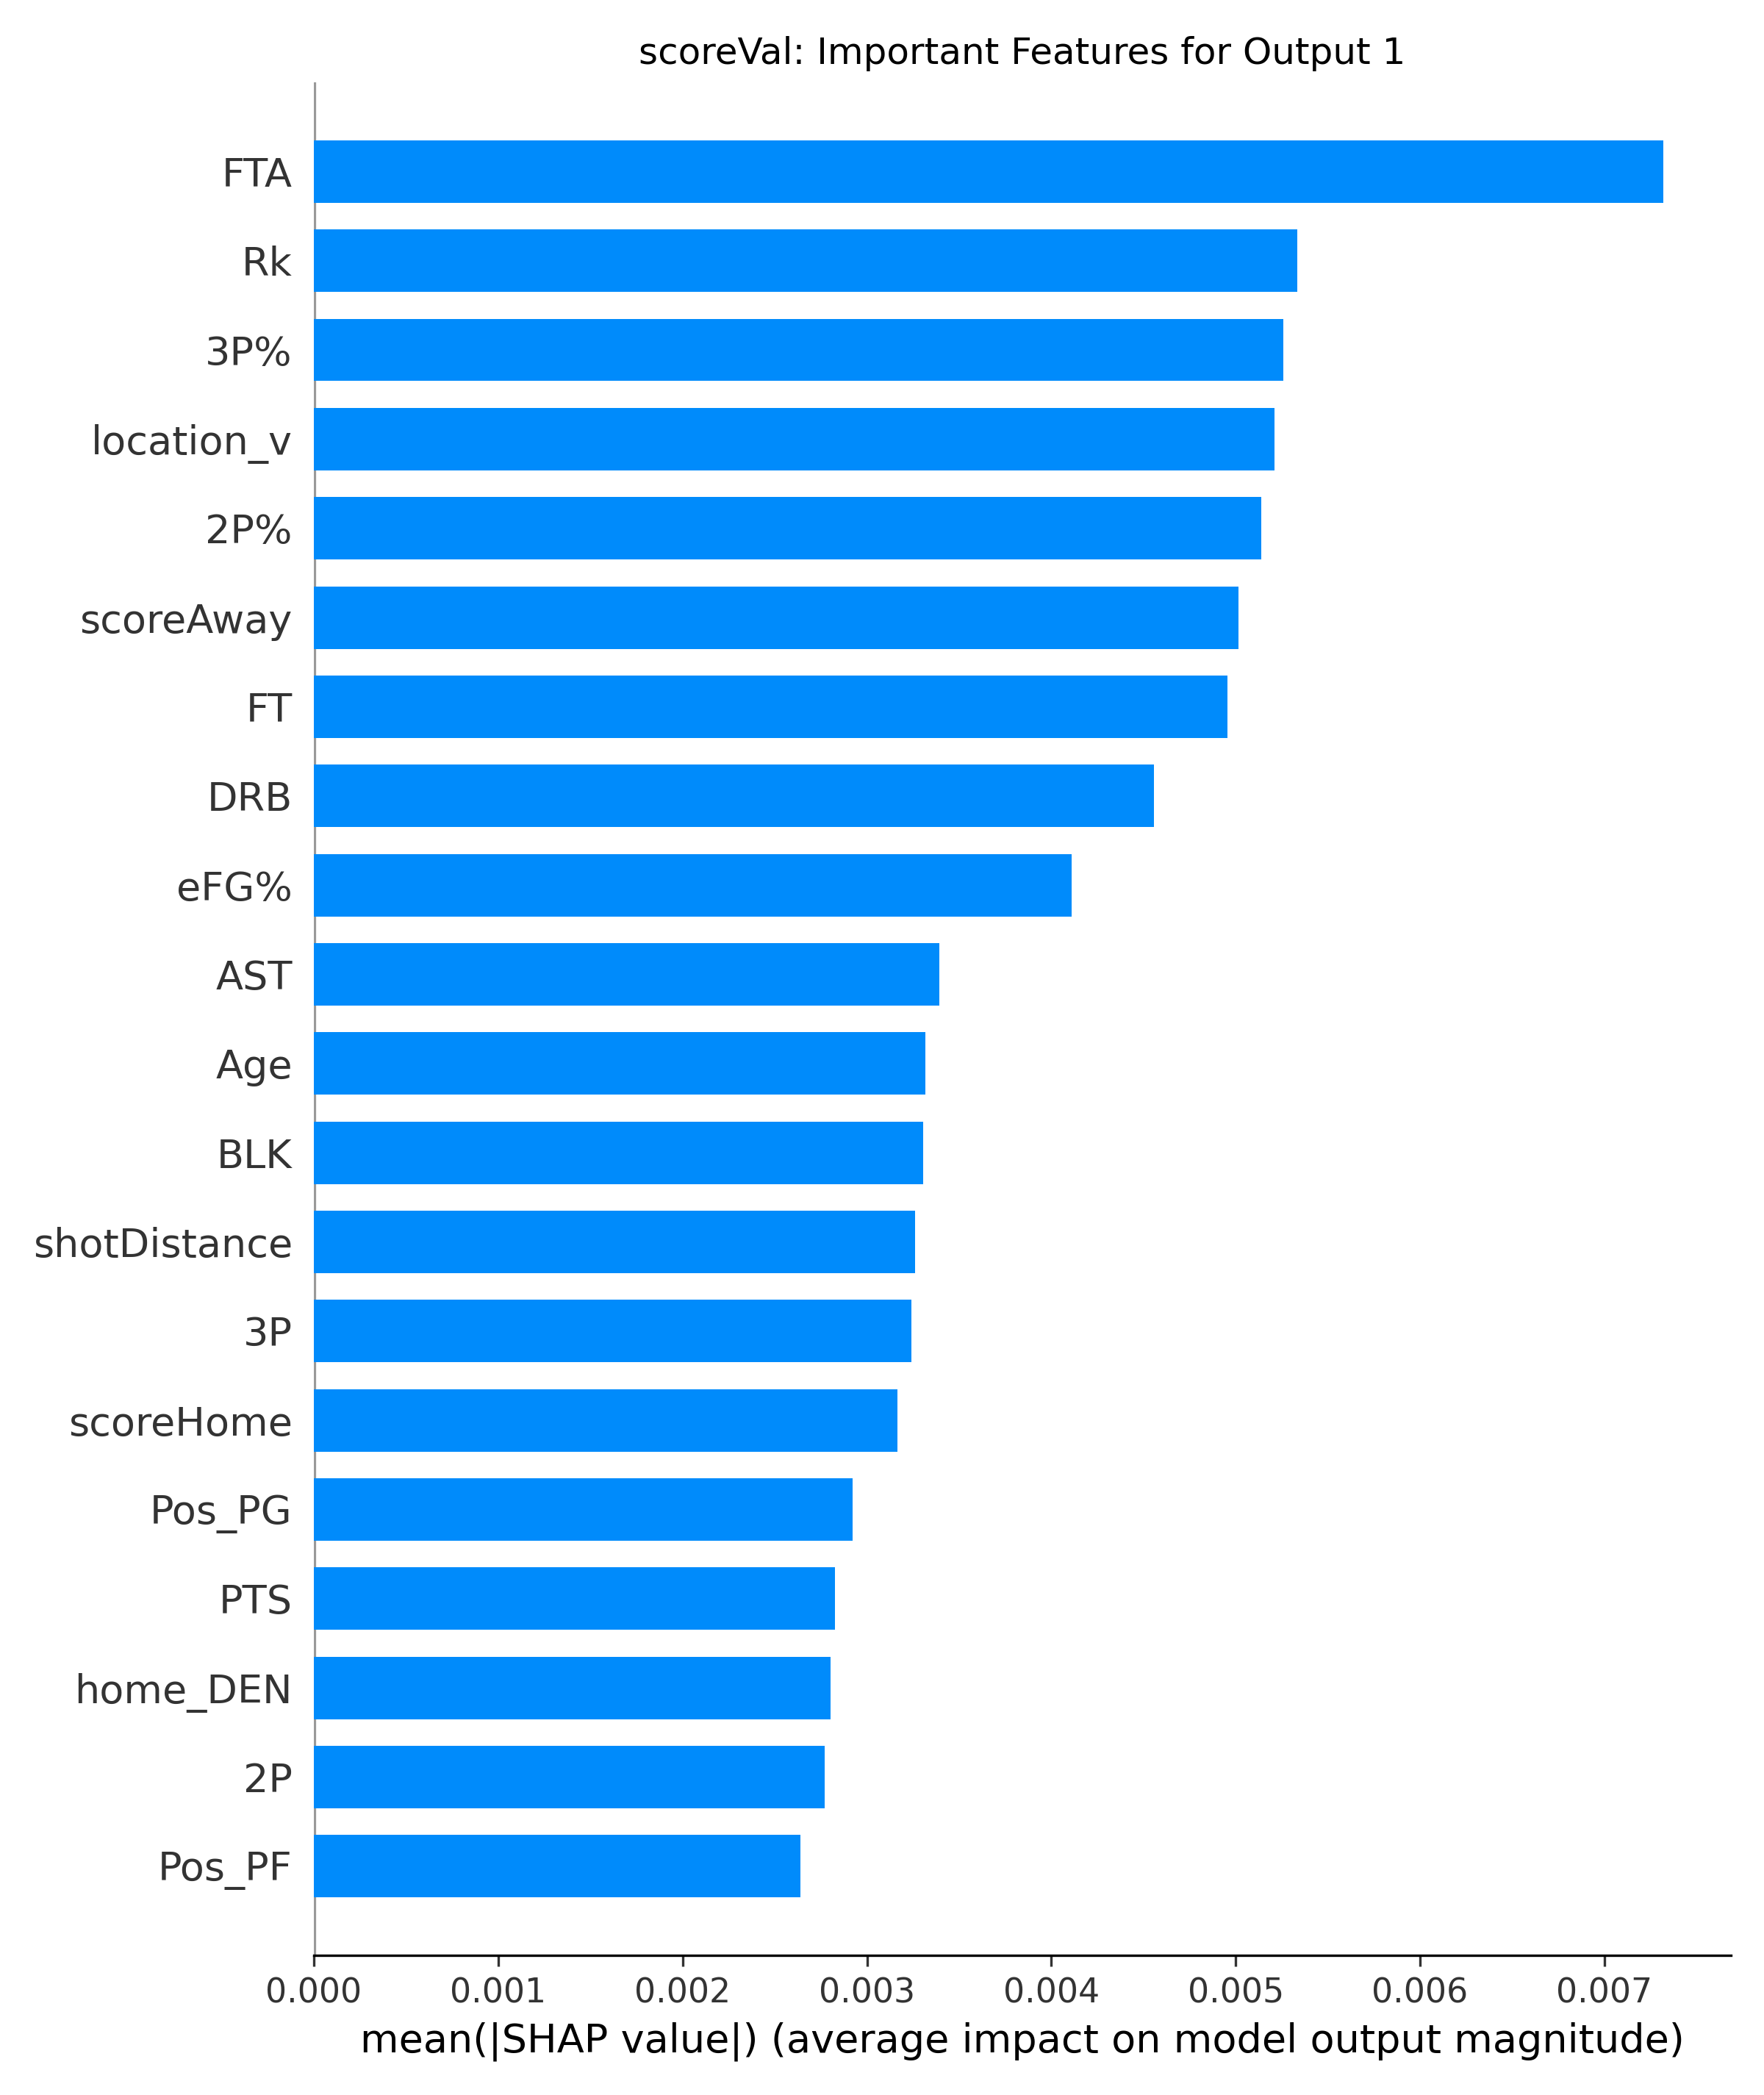 scoreVal: Important Features for Output 1
FTA
Rk
3P%
location_v
2P%
scoreAway
FT
DRB
eFG%
AST
Age
BLK
shotDistance
3P
scoreHome
Pos_PG
PTS
home_DEN
2P
Pos_PF
0.000 0.001 0.002 0.003 0.004 0.005 0.006 0.007
mean(|SHAP value|) (average impact on model output magnitude)